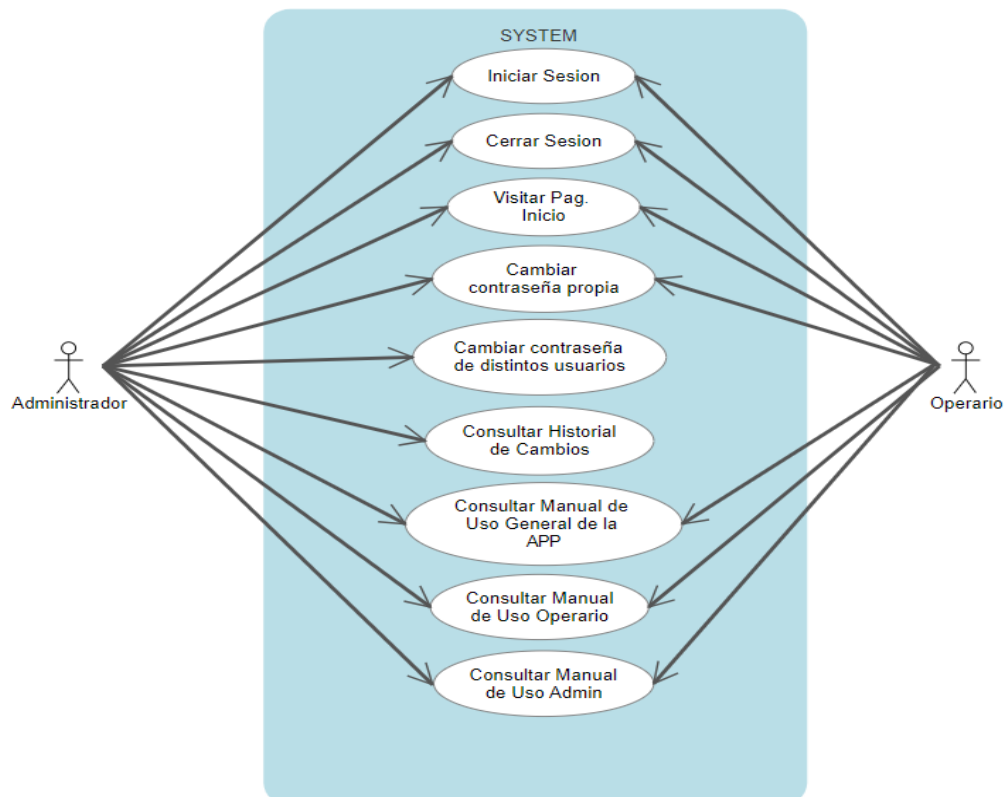 SYSTEM
Iniciar Sesion
Cerrar Sesion
Visitar Pag.
Inicio
Cambiar
contraseña propia
Cambiar contraseña
de distintos usuarios
Administrador
Operario
Consultar Historial
de Cambios
Consultar Manual de
Uso General de la
APP
Consultar Manual
de Uso Operario
Consultar Manual
de Uso Admin